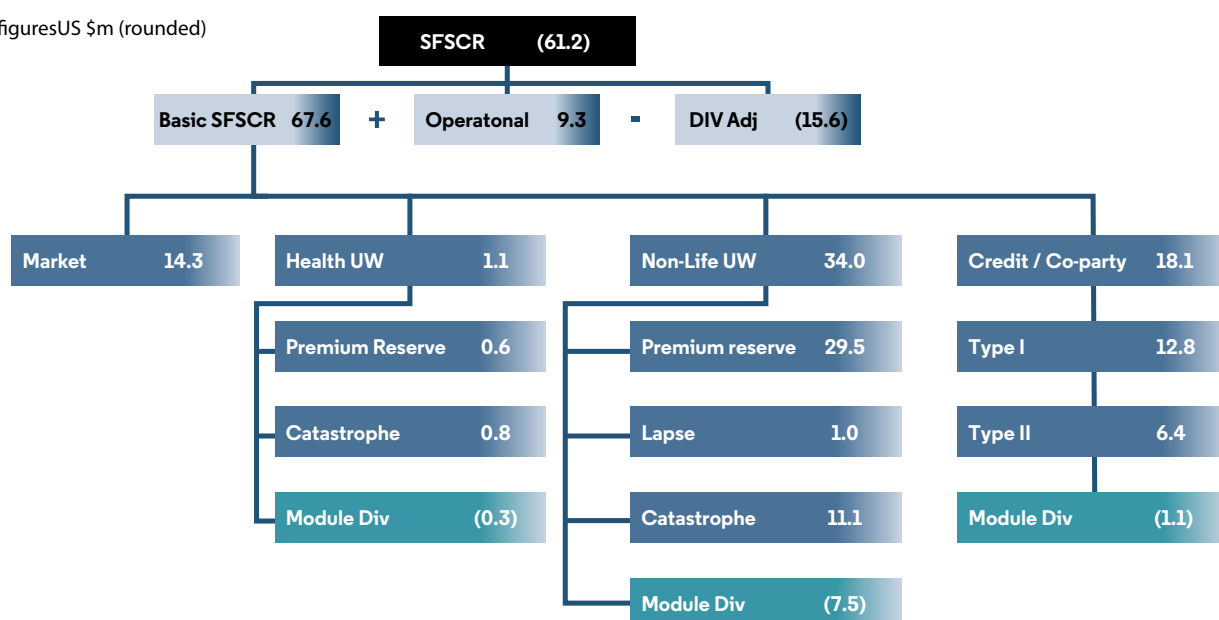 figuresUS $m (rounded)
SFSCR (61.2)
Basic SFSCR 67.6 + Operatonal 9.3 - DIV Adj (15.6)
Market 14.3 Health UW 1.1 Non-Life UW 34.0 Credit / Co-party 18.1
Premium Reserve 0.6 Premium reserve 29.5 Type I 12.8
Catastrophe 0.8 Lapse 1.0 Type II 6.4
Module Div (0.3) Catastrophe 11.1 Module Div (1.1)
Module Div (7.5)